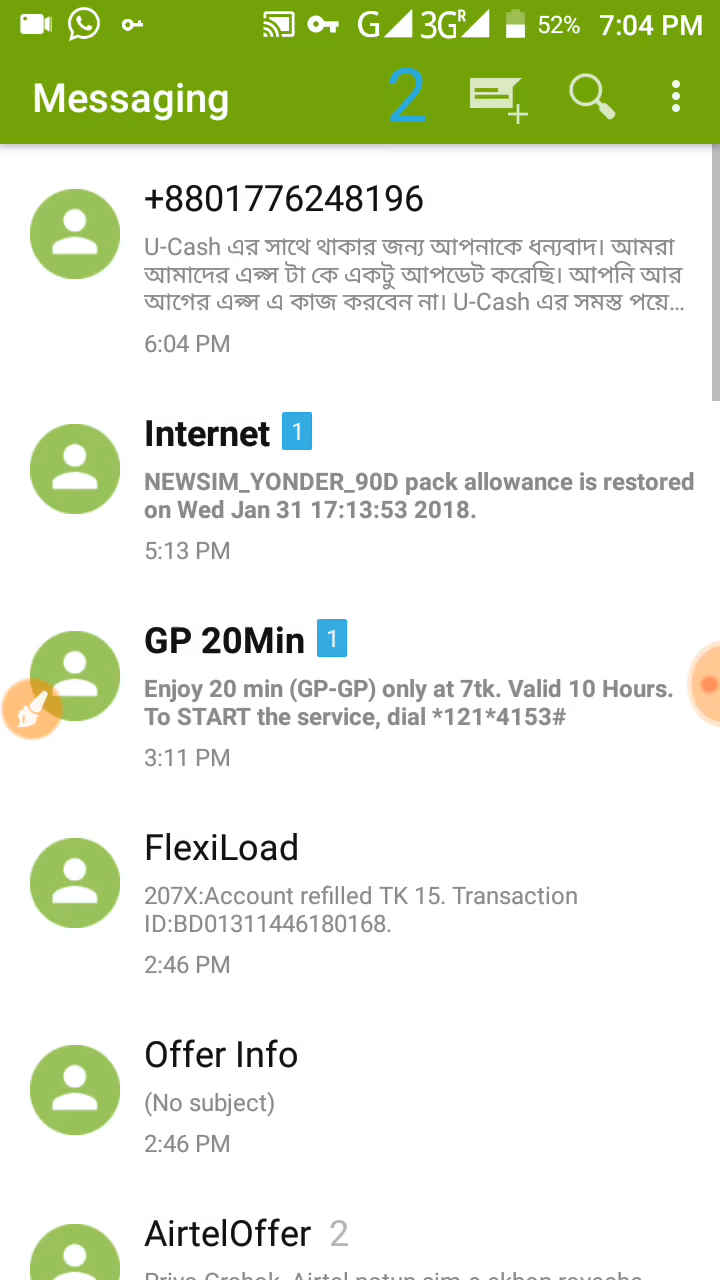 G 3G R 52% 7:04 PM
Messaging 2
+8801776248196
U-Cash এর সাথে থাকার জন্য আপনাকে ধন্যবাদ। আমরা
আমাদের এপ্স টা কে একটু আপডেট করেছি। আপনি আর
আগের এপ্স এ কাজ করবেন না। U-Cash এর সমস্ত পয়ে...
6:04 PM
Internet 1
NEWSIM_YONDER_90D pack allowance is restored
on Wed Jan 31 17:13:53 2018.
5:13 PM
GP 20Min 1
Enjoy 20 min (GP-GP) only at 7tk. Valid 10 Hours.
To START the service, dial *121*4153#
3:11 PM
FlexiLoad
207X:Account refilled TK 15. Transaction
ID:BD01311446180168.
2:46 PM
Offer Info
(No subject)
2:46 PM
AirtelOffer 2